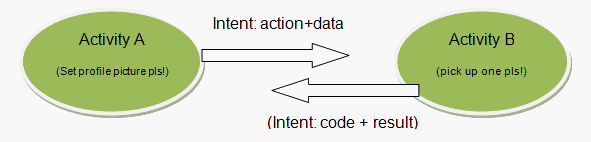 Intent: action+data
Activity A
(Set profile picture pls!)
Activity B
(pick up one pls!)
(Intent: code + result)